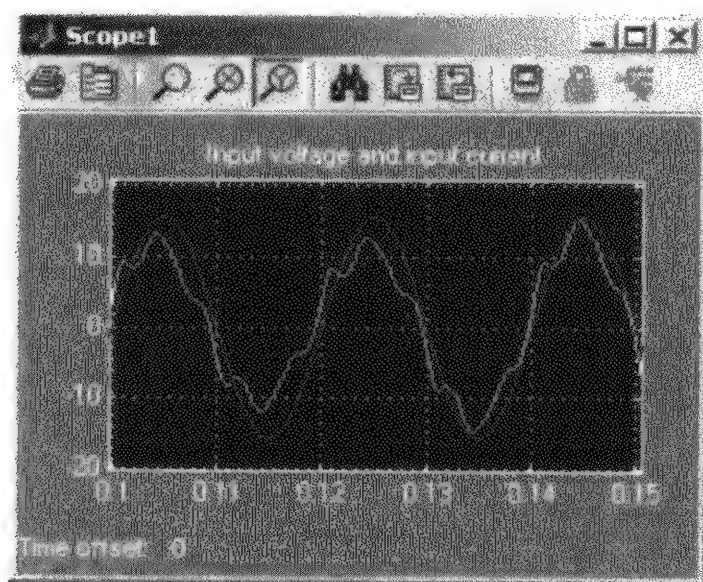 Scope1
Input voltage and input current
20
10
0
-10
-20
0.1 0.11 0.12 0.13 0.14 0.15
Time offset: 0